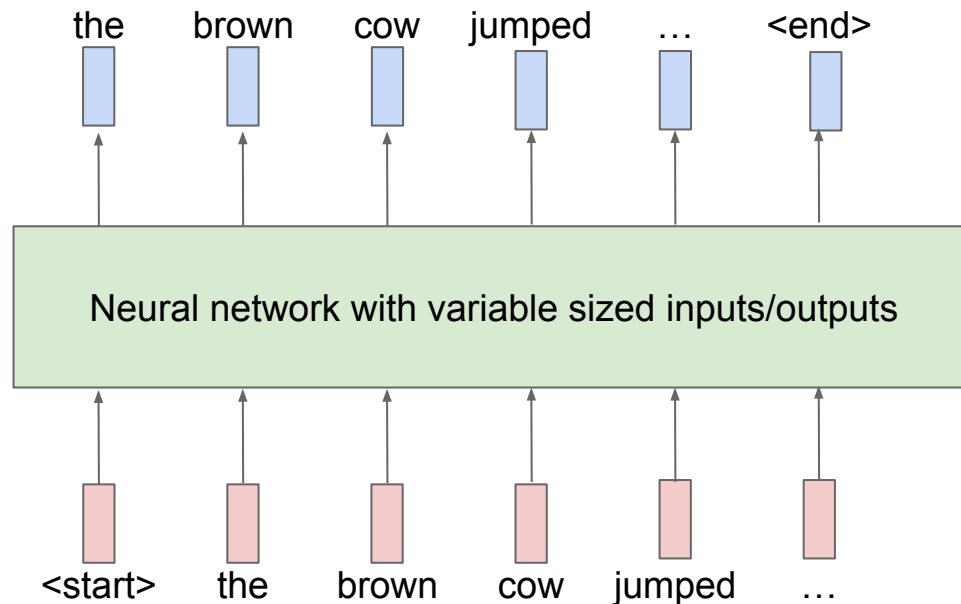 the brown cow jumped … <end>
Neural network with variable sized inputs/outputs
<start> the brown cow jumped …